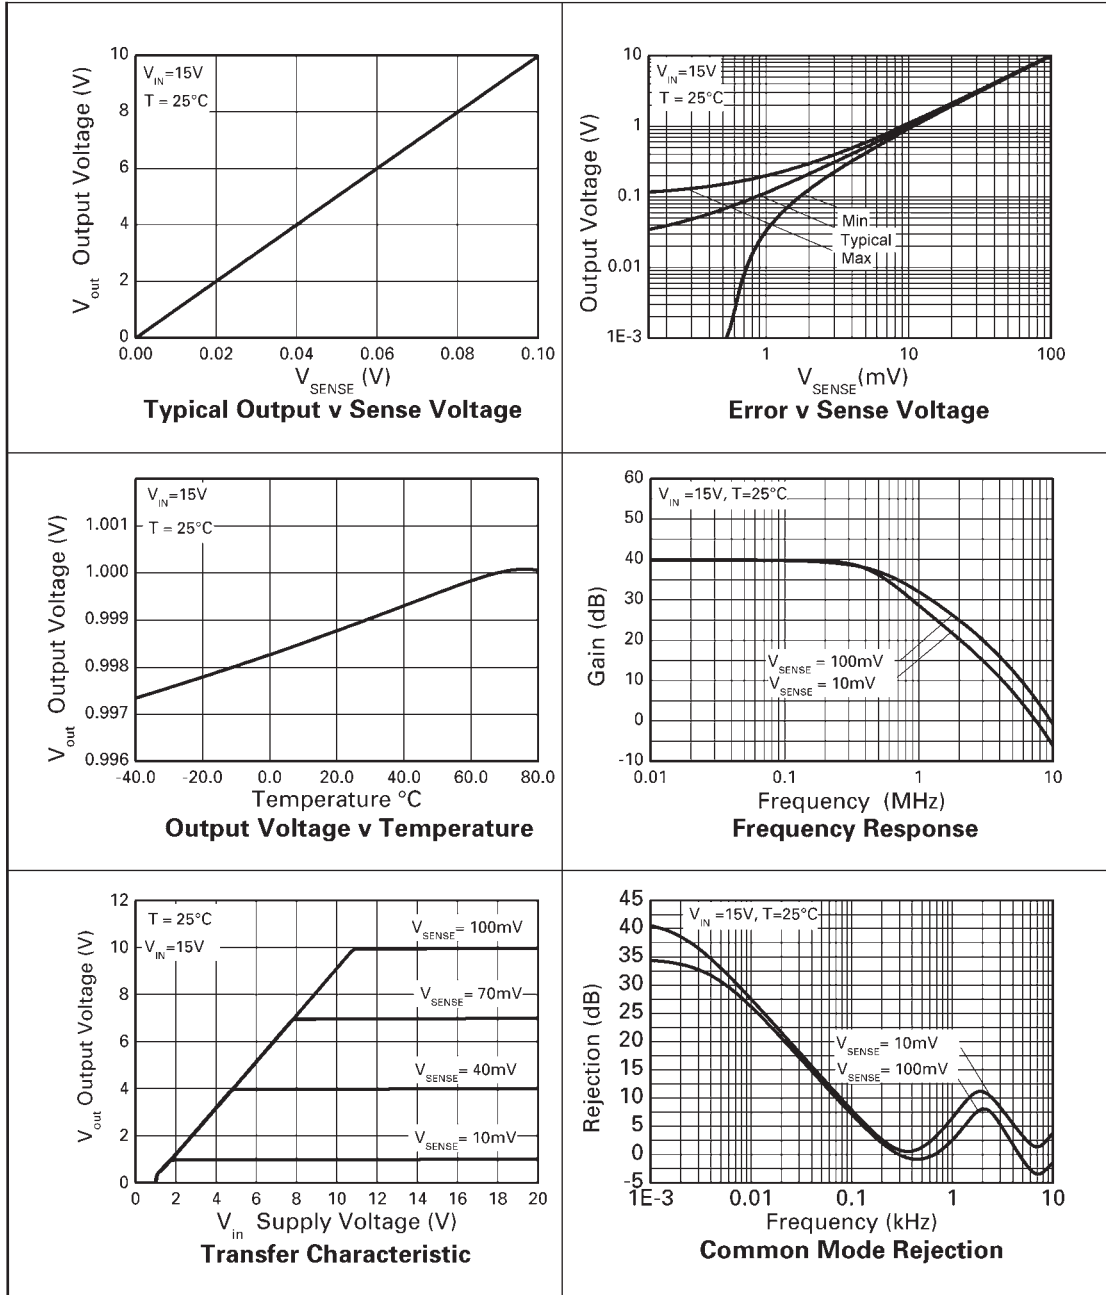 10
8
6
4
2
0
V_IN=15V
T = 25°C
V_out Output Voltage (V)
0.00 0.02 0.04 0.06 0.08 0.10
V_SENSE (V)
Typical Output v Sense Voltage
10
1
0.1
0.01
1E-3
V_IN=15V
T = 25°C
Output Voltage (V)
Min
Typical
Max
1 10 100
V_SENSE (mV)
Error v Sense Voltage
V_IN=15V
T = 25°C
1.001
1.000
0.999
0.998
0.997
0.996
V_out Output Voltage (V)
-40.0 -20.0 0.0 20.0 40.0 60.0 80.0
Temperature °C
Output Voltage v Temperature
60
50
40
30
20
10
0
-10
V_IN=15V, T=25°C
Gain (dB)
V_SENSE = 100mV
V_SENSE = 10mV
0.01 0.1 1 10
Frequency (MHz)
Frequency Response
12
10
8
6
4
2
0
T = 25°C
V_IN=15V
V_out Output Voltage (V)
V_SENSE= 100mV
V_SENSE= 70mV
V_SENSE= 40mV
V_SENSE= 10mV
0 2 4 6 8 10 12 14 16 18 20
V_in Supply Voltage (V)
Transfer Characteristic
45
40
35
30
25
20
15
10
5
0
-5
V_IN = 15V, T=25°C
Rejection (dB)
V_SENSE= 10mV
V_SENSE= 100mV
1E-3 0.01 0.1 1 10
Frequency (kHz)
Common Mode Rejection